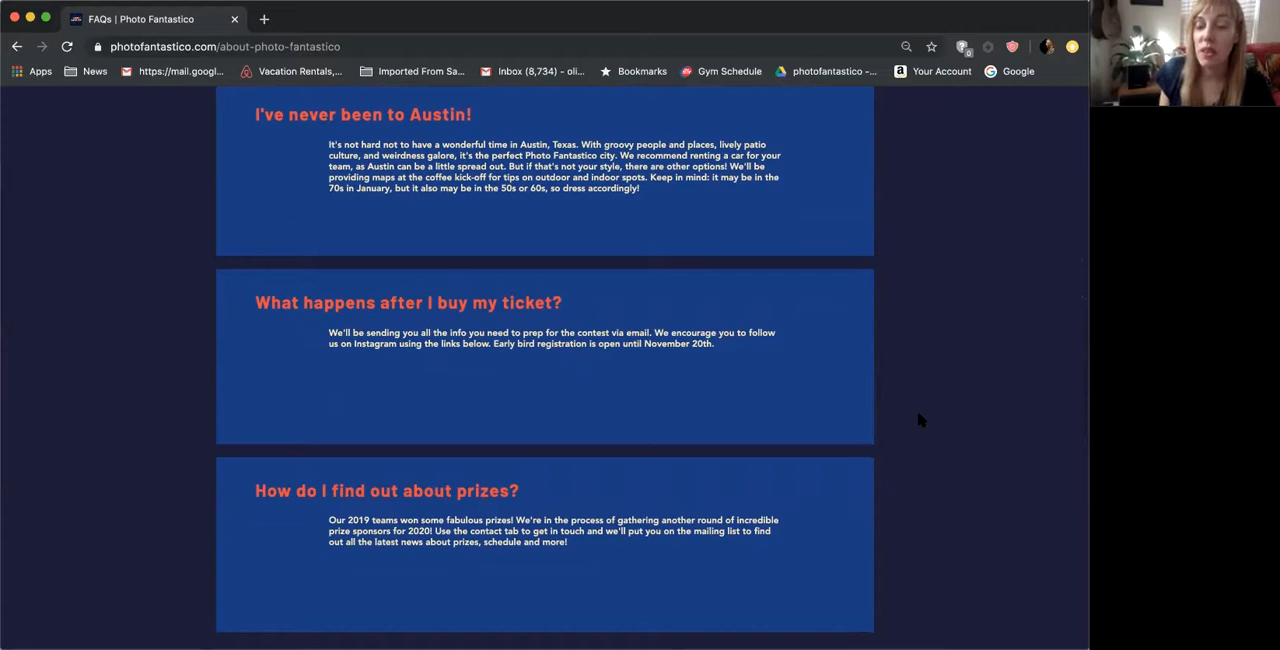 FAQs | Photo Fantastico
photofantastico.com/about-photo-fantastico
Apps News https://mail.googl... Vacation Rentals,... Imported From Sa... Inbox (8,734) – oli... Bookmarks Gym Schedule photofantastico -... Your Account Google
I've never been to Austin!
It's not hard not to have a wonderful time in Austin, Texas. With groovy people and places, lively patio
culture, and weirdness galore, it's the perfect Photo Fantastico city. We recommend renting a car for your
team, as Austin can be a little spread out. But if that's not your style, there are other options! We'll be
providing maps at the coffee kick-off for tips on outdoor and indoor spots. Keep in mind: it may be in the
70s in January, but it also may be in the 50s or 60s, so dress accordingly!
What happens after I buy my ticket?
We'll be sending you all the info you need to prep for the contest via email. We encourage you to follow
us on Instagram using the links below. Early bird registration is open until November 20th.
How do I find out about prizes?
Our 2019 teams won some fabulous prizes! We're in the process of gathering another round of incredible
prize sponsors for 2020! Use the contact tab to get in touch and we'll put you on the mailing list to find
out all the latest news about prizes, schedule and more!